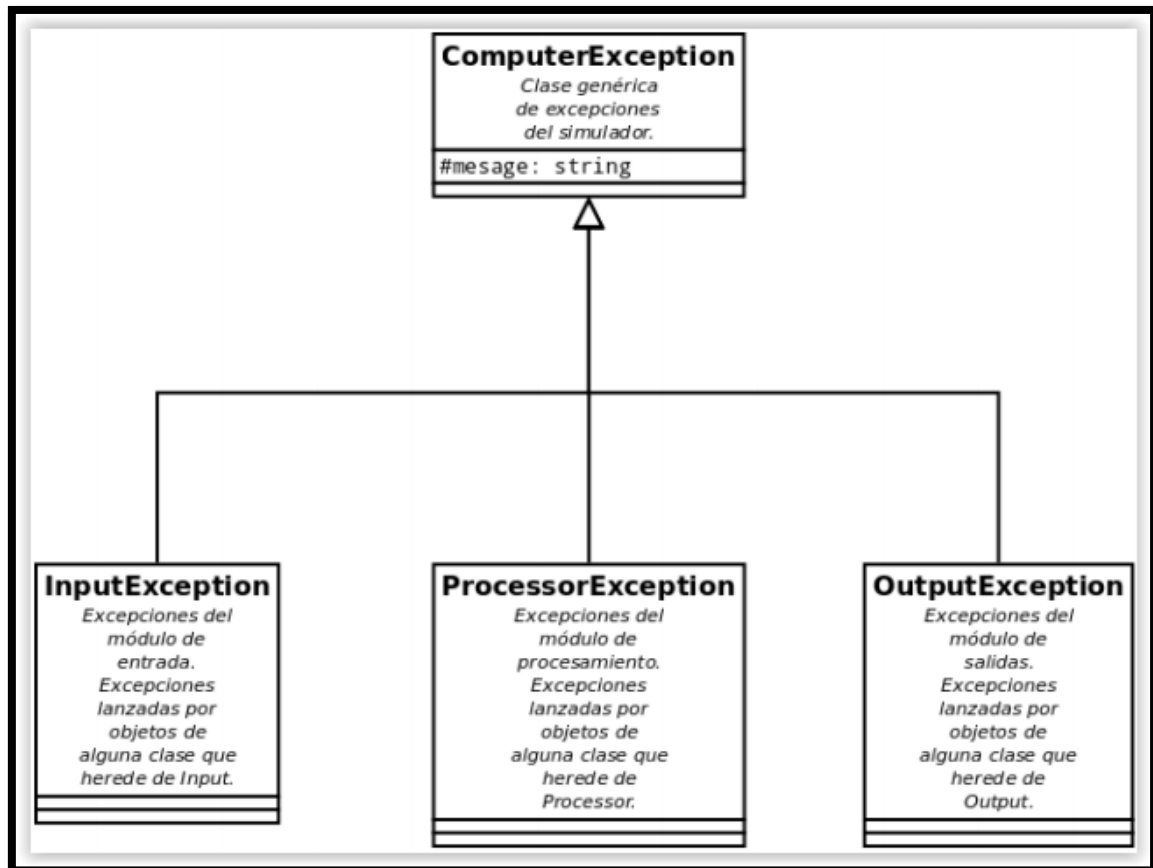 ComputerException
Clase genérica
de excepciones
del simulador.
#mesage: string
InputException
Excepciones del
módulo de
entrada.
Excepciones
lanzadas por
objetos de
alguna clase que
herede de Input.
ProcessorException
Excepciones del
módulo de
procesamiento.
Excepciones
lanzadas por
objetos de
alguna clase que
herede de
Processor.
OutputException
Excepciones del
módulo de
salidas.
Excepciones
lanzadas por
objetos de
alguna clase que
herede de
Output.